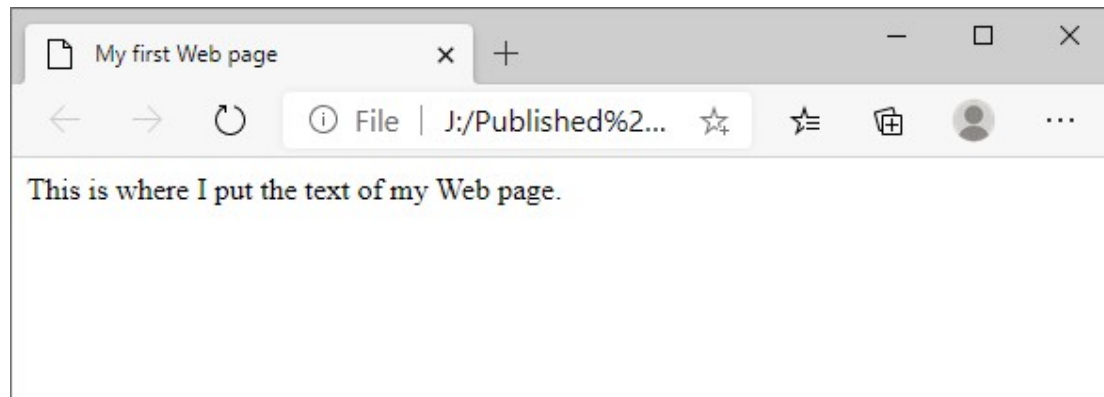 My first Web page
File | J:/Published%2...
This is where I put the text of my Web page.